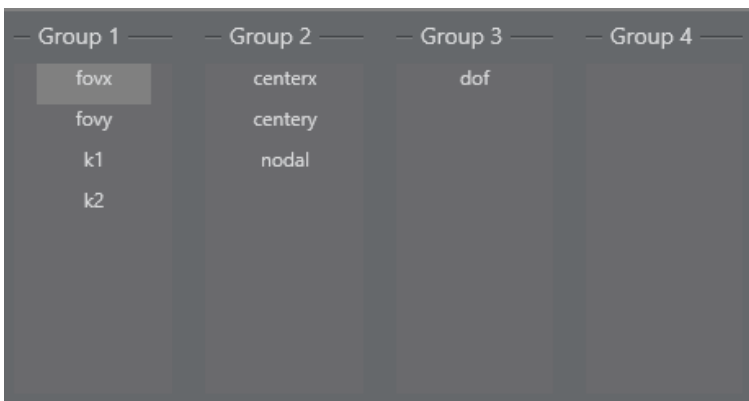 Group 1 Group 2 Group 3 Group 4
fovx centerx dof
fovy centery
k1 nodal
k2